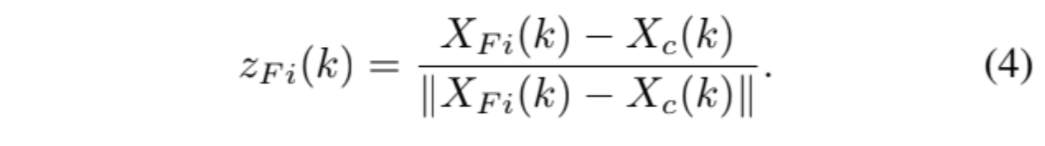 z_{Fi}(k) = \frac{X_{Fi}(k) - X_c(k)}{\|X_{Fi}(k) - X_c(k)\|}. (4)